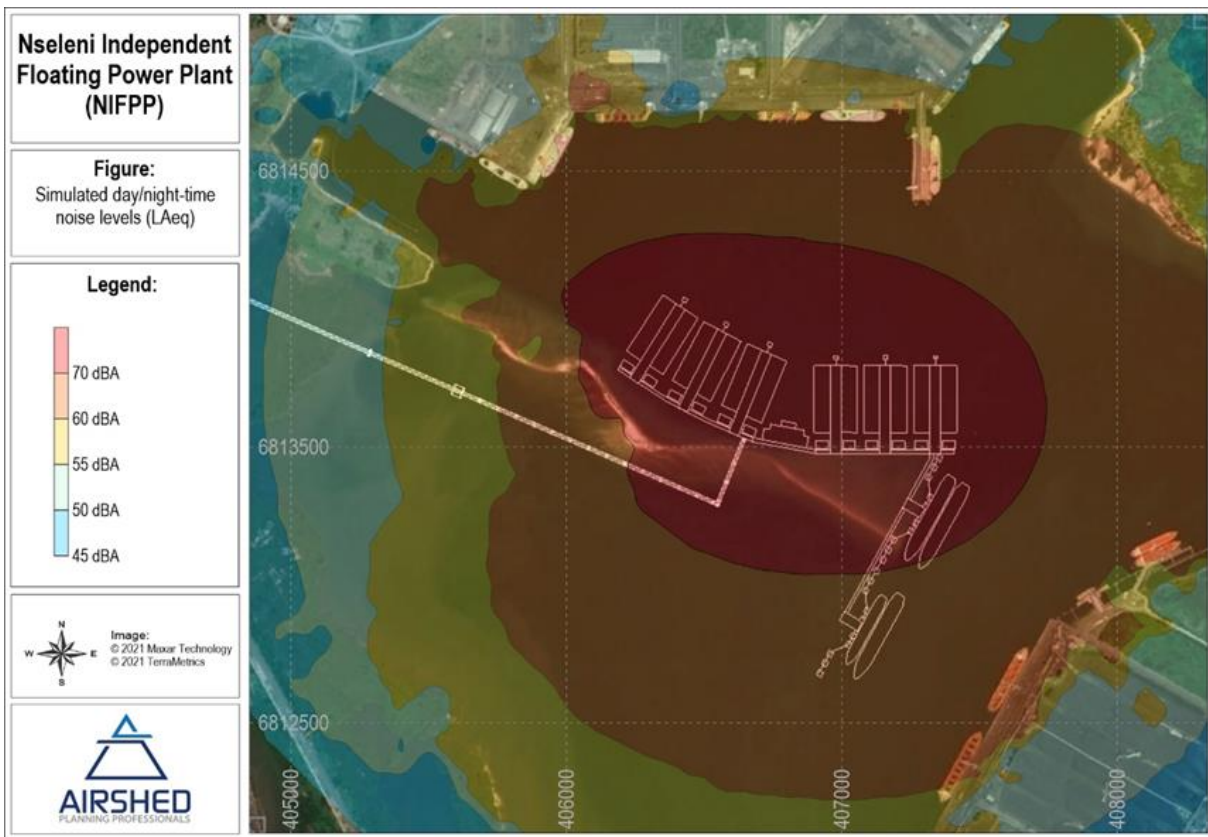 Nseleni Independent
Floating Power Plant
(NIFPP)
Figure:
Simulated day/night-time
noise levels (LAeq)
Legend:
70 dBA
60 dBA
55 dBA
50 dBA
45 dBA
N
W
E
S
Image:
© 2021 Maxar Technology
© 2021 TerraMetrics
AIRSHED
PLANNING PROFESSIONALS
6814500
6813500
6812500
405000
406000
407000
408000